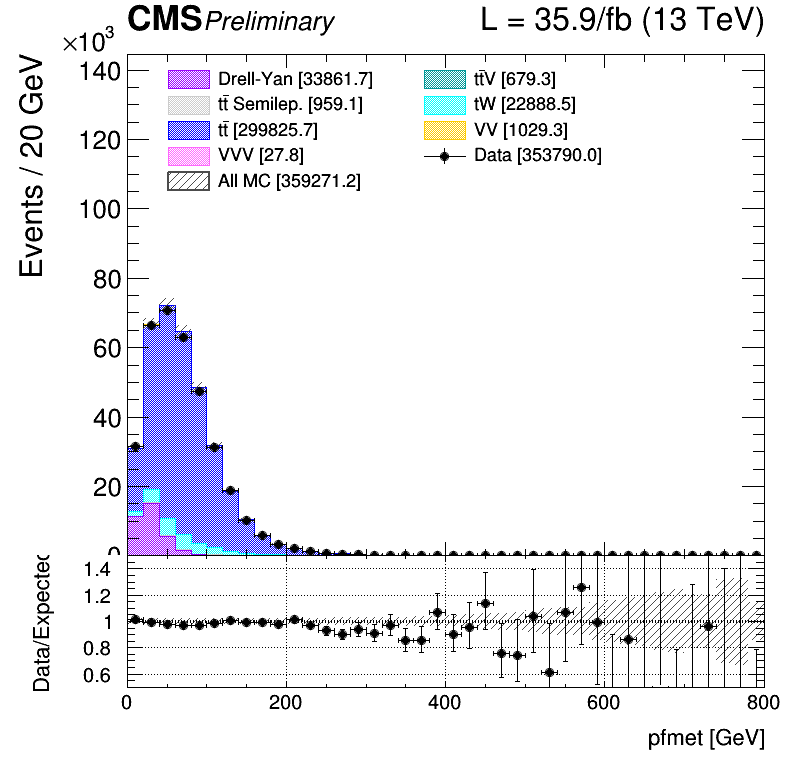 CMS Preliminary L = 35.9/fb (13 TeV)
×10³
Events / 20 GeV
140
120
100
80
60
40
20
0
Drell-Yan [33861.7]
tt̄ Semilep. [959.1]
tt̄ [299825.7]
VVV [27.8]
All MC [359271.2]
tt̄V [679.3]
tW [22888.5]
VV [1029.3]
Data [353790.0]
Data/Expected
1.4
1.2
1
0.8
0.6
0 200 400 600 800
pfmet [GeV]